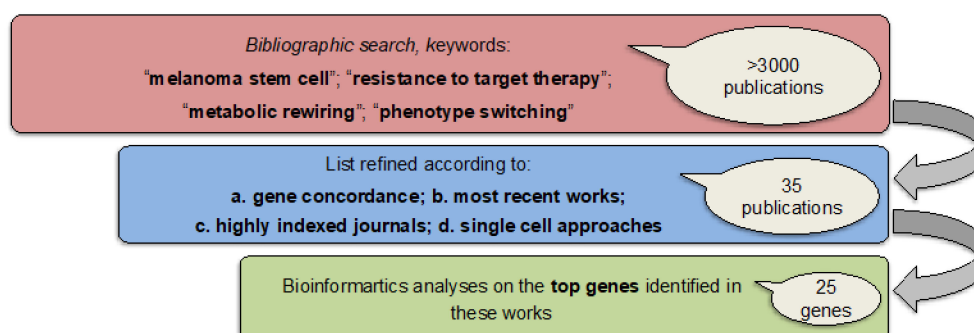 Bibliographic search, keywords:
“melanoma stem cell”; “resistance to target therapy”;
“metabolic rewiring”; “phenotype switching”
>3000
publications
List refined according to:
a. gene concordance; b. most recent works;
c. highly indexed journals; d. single cell approaches
35
publications
Bioinformartics analyses on the top genes identified in
these works
25
genes